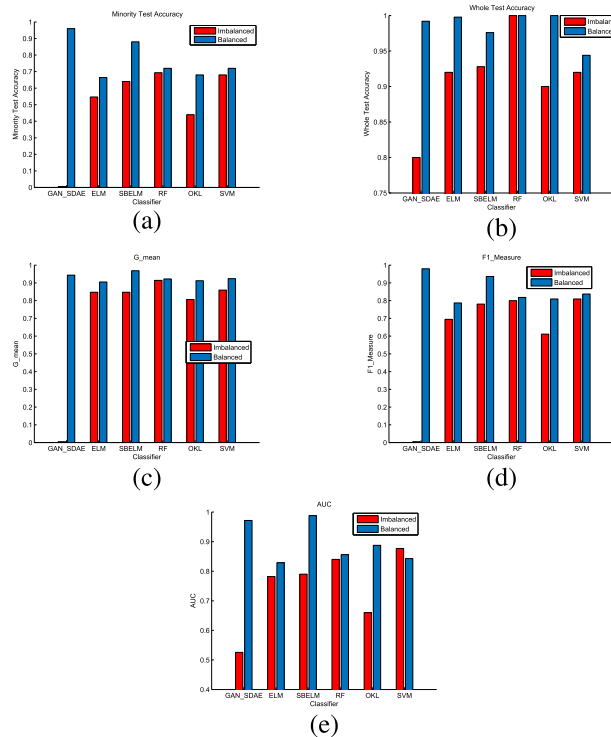 Minority Test Accuracy
Imbalanced
Balanced
1
0.9
0.8
0.7
0.6
0.5
0.4
0.3
0.2
0.1
0
Minority Test Accuracy
GAN_SDAE ELM SBELM RF OKL SVM
Classifier
(a)
Whole Test Accuracy
Imbalanced
Balanced
1
0.95
0.9
0.85
0.8
0.75
Whole Test Accuracy
GAN_SDAE ELM SBELM RF OKL SVM
Classifier
(b)
G_mean
1
0.9
0.8
0.7
0.6
0.5
0.4
0.3
0.2
0.1
0
G_mean
Imbalanced
Balanced
GAN_SDAE ELM SBELM RF OKL SVM
Classifier
(c)
F1_Measure
Imbalanced
Balanced
1
0.9
0.8
0.7
0.6
0.5
0.4
0.3
0.2
0.1
0
F1_Measure
GAN_SDAE ELM SBELM RF OKL SVM
Classifier
(d)
AUC
Imbalanced
Balanced
1
0.9
0.8
0.7
0.6
0.5
0.4
AUC
GAN_SDAE ELM SBELM RF OKL SVM
Classifier
(e)